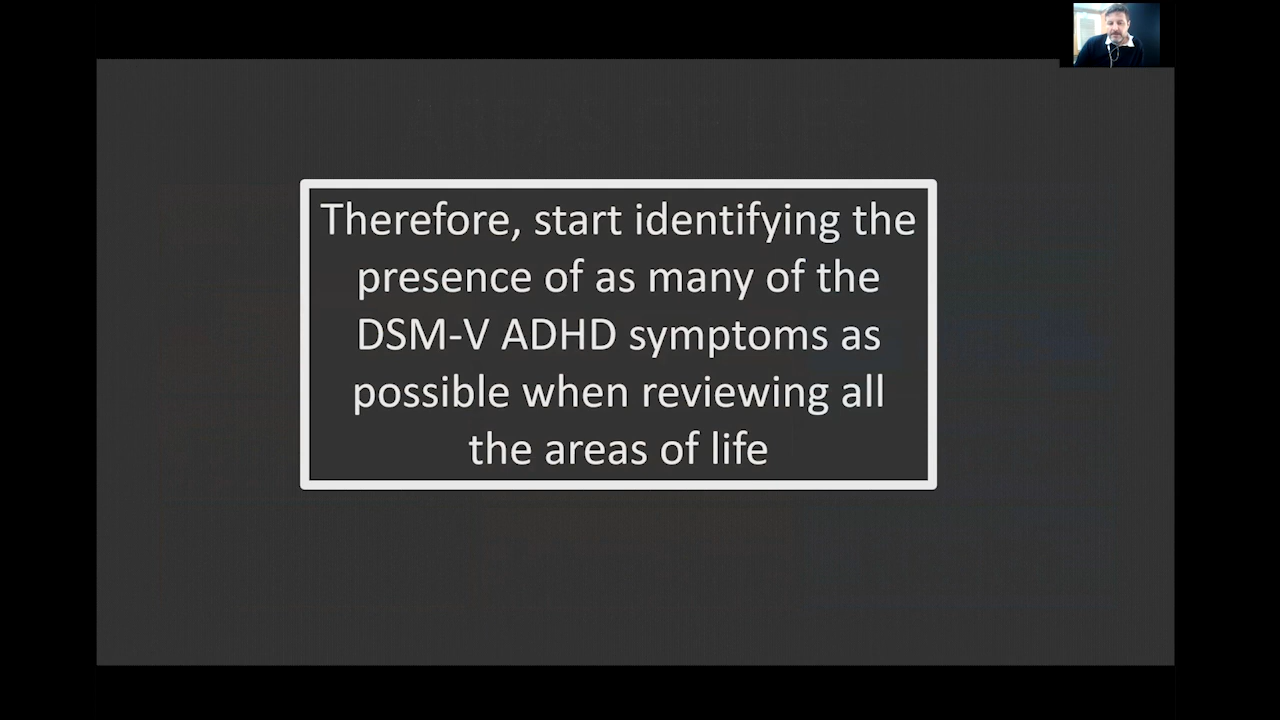 Therefore, start identifying the
presence of as many of the
DSM-V ADHD symptoms as
possible when reviewing all
the areas of life